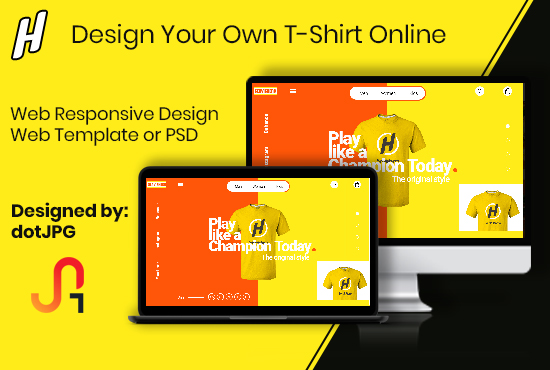 H
Design Your Own T-Shirt Online
Web Responsive Design
Web Template or PSD
Designed by:
dotJPG
Play
like a
Champion Today.
The original style
Play
like a
Champion Today.
The original style